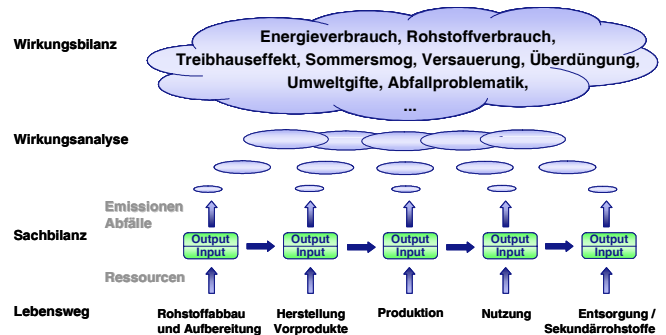 Wirkungsbilanz
Energieverbrauch, Rohstoffverbrauch,
Treibhauseffekt, Sommersmog, Versauerung, Überdüngung,
Umweltgifte, Abfallproblematik,
...
Wirkungsanalyse
Emissionen
Abfälle
Sachbilanz
Output Output Output Output Output
Input Input Input Input Input
Ressourcen
Lebensweg
Rohstoffabbau
und Aufbereitung
Herstellung
Vorprodukte
Produktion
Nutzung
Entsorgung /
Sekundärrohstoffe